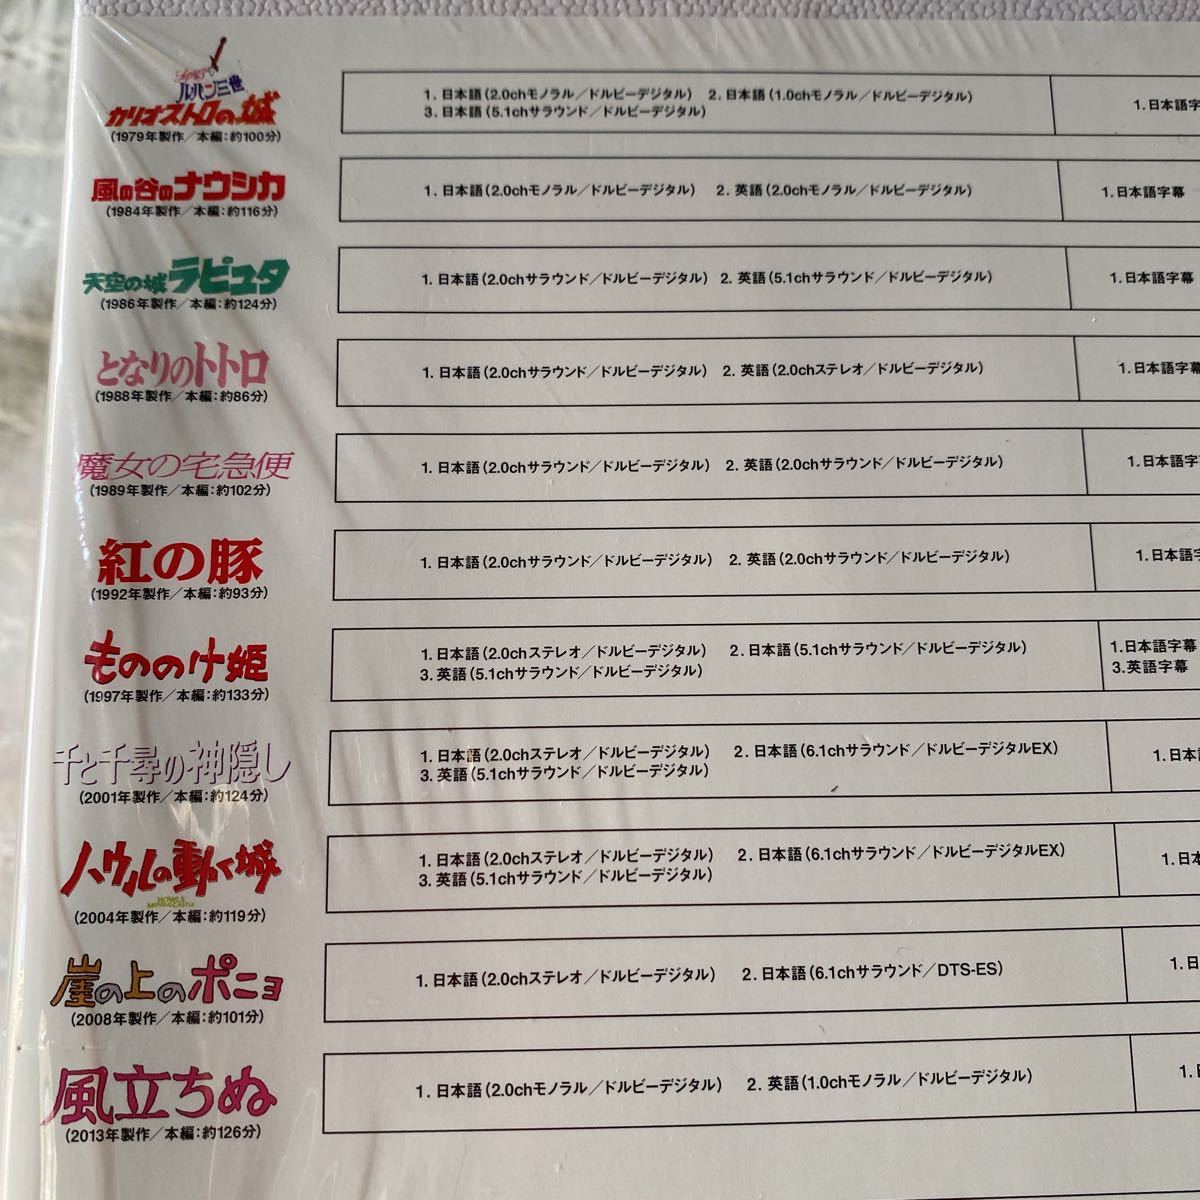 ルパン三世
カリオストロの城
(1979年製作／本編:約100分)
1. 日本語(2.0chモノラル／ドルビーデジタル) 2. 日本語(1.0chモノラル／ドルビーデジタル)
3. 日本語(5.1chサラウンド／ドルビーデジタル)
1. 日本語字
風の谷のナウシカ
(1984年製作／本編:約116分)
1. 日本語(2.0chモノラル／ドルビーデジタル) 2. 英語(2.0chモノラル／ドルビーデジタル)
1. 日本語字幕
天空の城ラピュタ
(1986年製作／本編:約124分)
1. 日本語(2.0chサラウンド／ドルビーデジタル) 2. 英語(5.1chサラウンド／ドルビーデジタル)
1. 日本語字幕
となりのトトロ
(1988年製作／本編:約86分)
1. 日本語(2.0chサラウンド／ドルビーデジタル) 2. 英語(2.0chステレオ／ドルビーデジタル)
1. 日本語字幕
魔女の宅急便
(1989年製作／本編:約102分)
1. 日本語(2.0chサラウンド／ドルビーデジタル) 2. 英語(2.0chサラウンド／ドルビーデジタル)
1. 日本語字
紅の豚
(1992年製作／本編:約93分)
1. 日本語(2.0chサラウンド／ドルビーデジタル) 2. 英語(2.0chサラウンド／ドルビーデジタル)
1. 日本語字
もののけ姫
(1997年製作／本編:約133分)
1. 日本語(2.0chステレオ／ドルビーデジタル) 2. 日本語(5.1chサラウンド／ドルビーデジタル)
3. 英語(5.1chサラウンド／ドルビーデジタル)
1. 日本語字幕
3. 英語字幕
千と千尋の神隠し
(2001年製作／本編:約124分)
1. 日本語(2.0chステレオ／ドルビーデジタル) 2. 日本語(6.1chサラウンド／ドルビーデジタルEX)
3. 英語(5.1chサラウンド／ドルビーデジタル)
1. 日本
ハウルの動く城
(2004年製作／本編:約119分)
1. 日本語(2.0chステレオ／ドルビーデジタル) 2. 日本語(6.1chサラウンド／ドルビーデジタルEX)
3. 英語(5.1chサラウンド／ドルビーデジタル)
1. 日本
崖の上のポニョ
(2008年製作／本編:約101分)
1. 日本語(2.0chステレオ／ドルビーデジタル) 2. 日本語(6.1chサラウンド／DTS-ES)
1. 日
風立ちぬ
(2013年製作／本編:約126分)
1. 日本語(2.0chモノラル／ドルビーデジタル) 2. 英語(1.0chモノラル／ドルビーデジタル)
1.